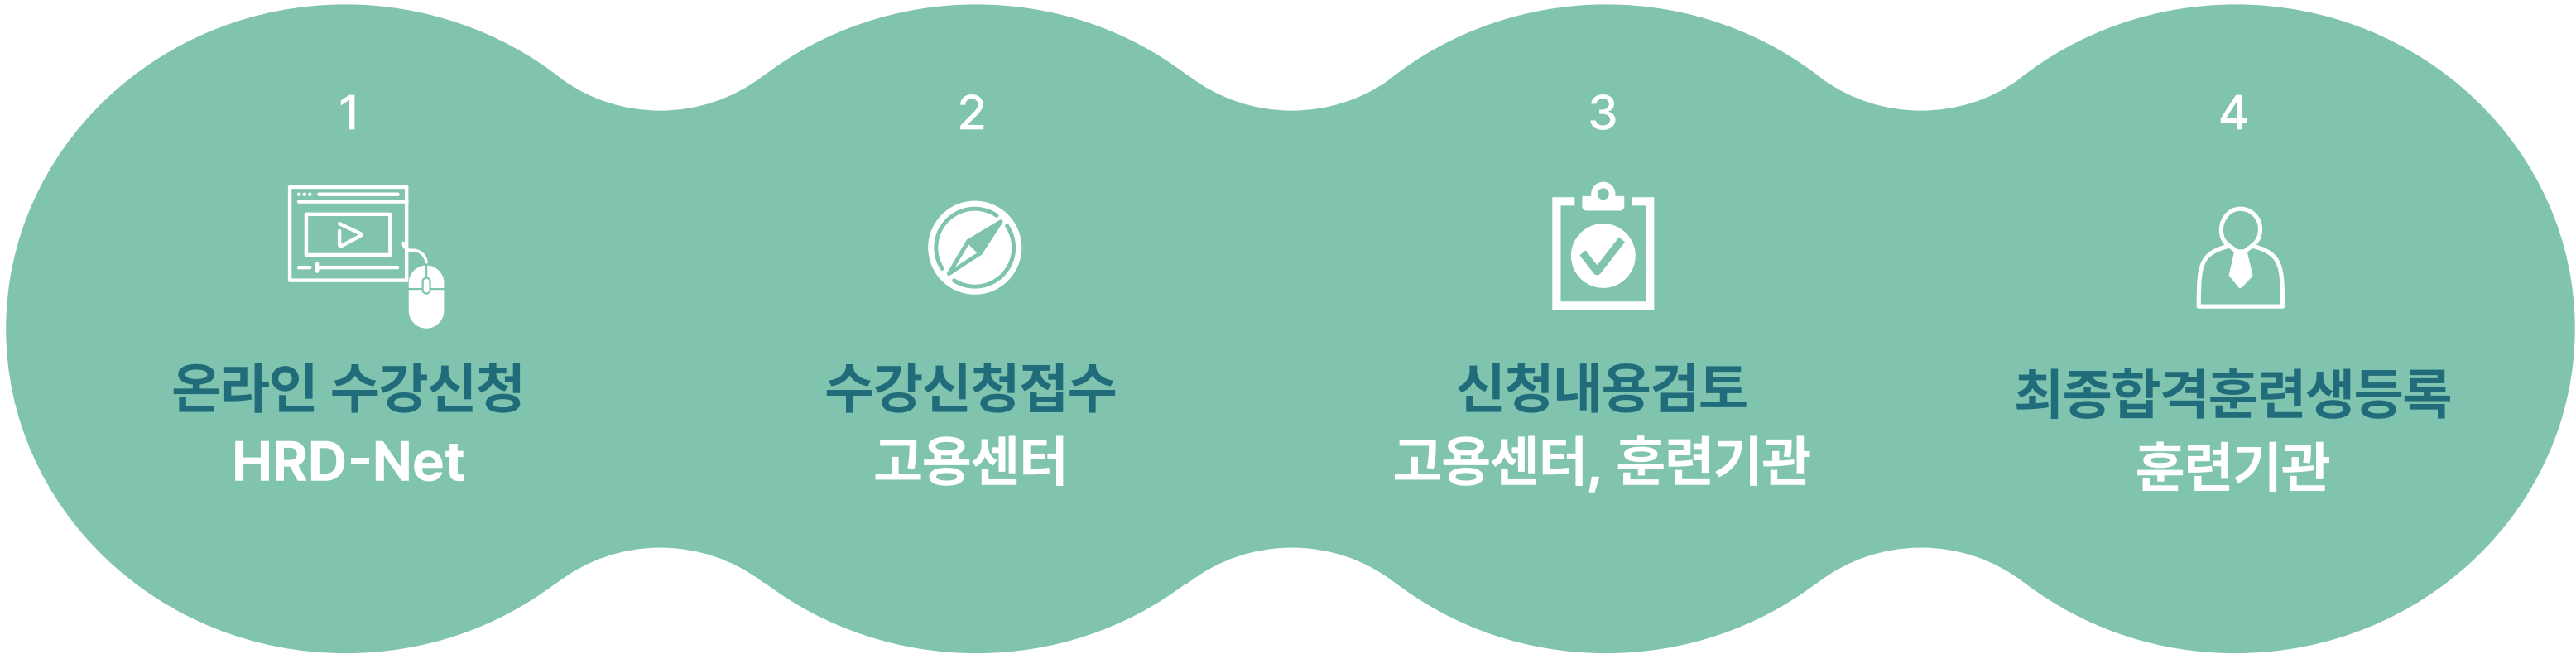 1
온라인 수강신청
HRD-Net
2
수강신청접수
고용센터
3
신청내용검토
고용센터, 훈련기관
4
최종합격훈련생등록
훈련기관